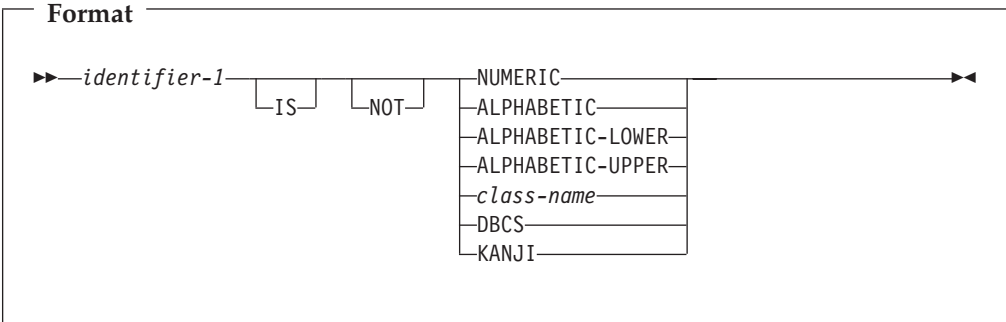 Format
identifier-1 NUMERIC
IS NOT ALPHABETIC
ALPHABETIC-LOWER
ALPHABETIC-UPPER
class-name
DBCS
KANJI